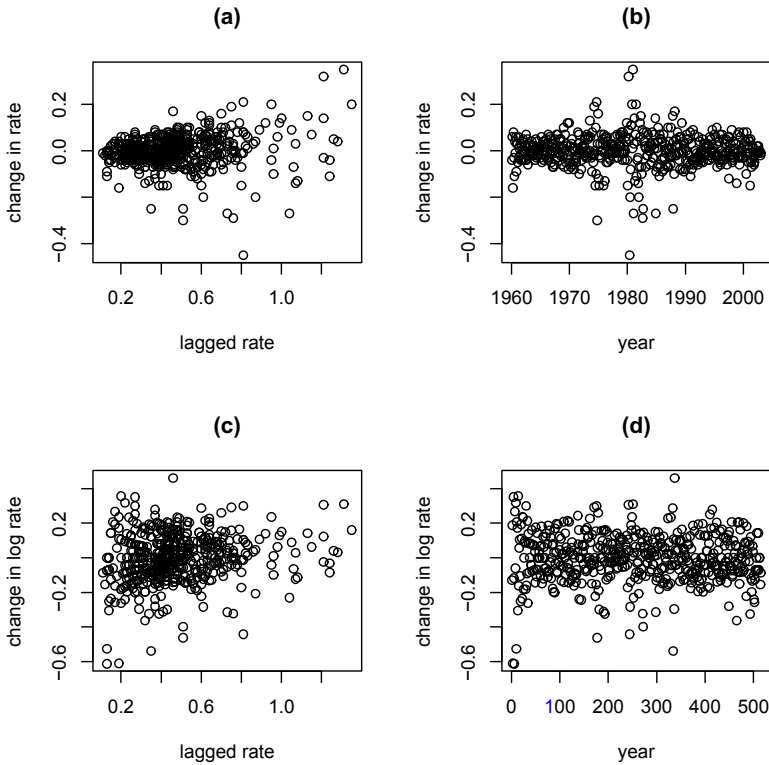 (a)
change in rate
0.2
0.0
−0.4
0.2 0.6 1.0
lagged rate
(b)
change in rate
0.2
0.0
−0.4
1960 1970 1980 1990 2000
year
(c)
change in log rate
0.2
−0.2
−0.6
0.2 0.6 1.0
lagged rate
(d)
change in log rate
0.2
−0.2
−0.6
0 100 200 300 400 500
year